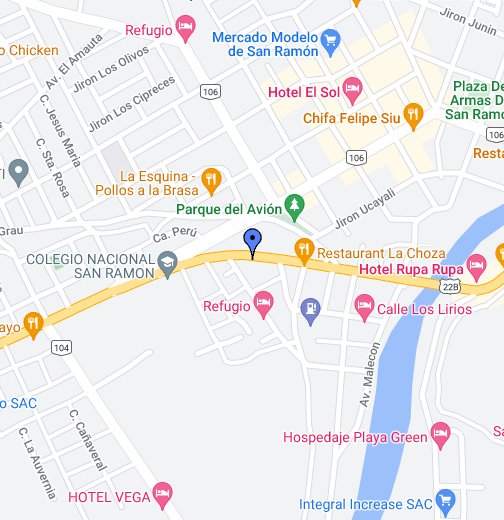 Refugio
Jiron Junin
Mercado Modelo
de San Ramón
o Chicken
Av. El Arnauta
Jiron Los Olivos
C. Jesus Maria
Jiron Los Cipreces
106
Hotel El Sol
Plaza De
Armas D
San Ramo
Chifa Felipe Siu
C. Sta. Rosa
Resta
106
TI
La Esquina -
Pollos a la Brasa
Parque del Avión
Jiron Ucayali
Grau
Ca. Perú
COLEGIO NACIONAL
SAN RAMON
Restaurant La Choza
Hotel Rupa Rupa
22B
Refugio
Calle Los Lirios
ayo
104
Av. Malecon
o SAC
C. La Auvernia
C. Cañaveral
Hospedaje Playa Green
Sa
HOTEL VEGA
Integral Increase SAC